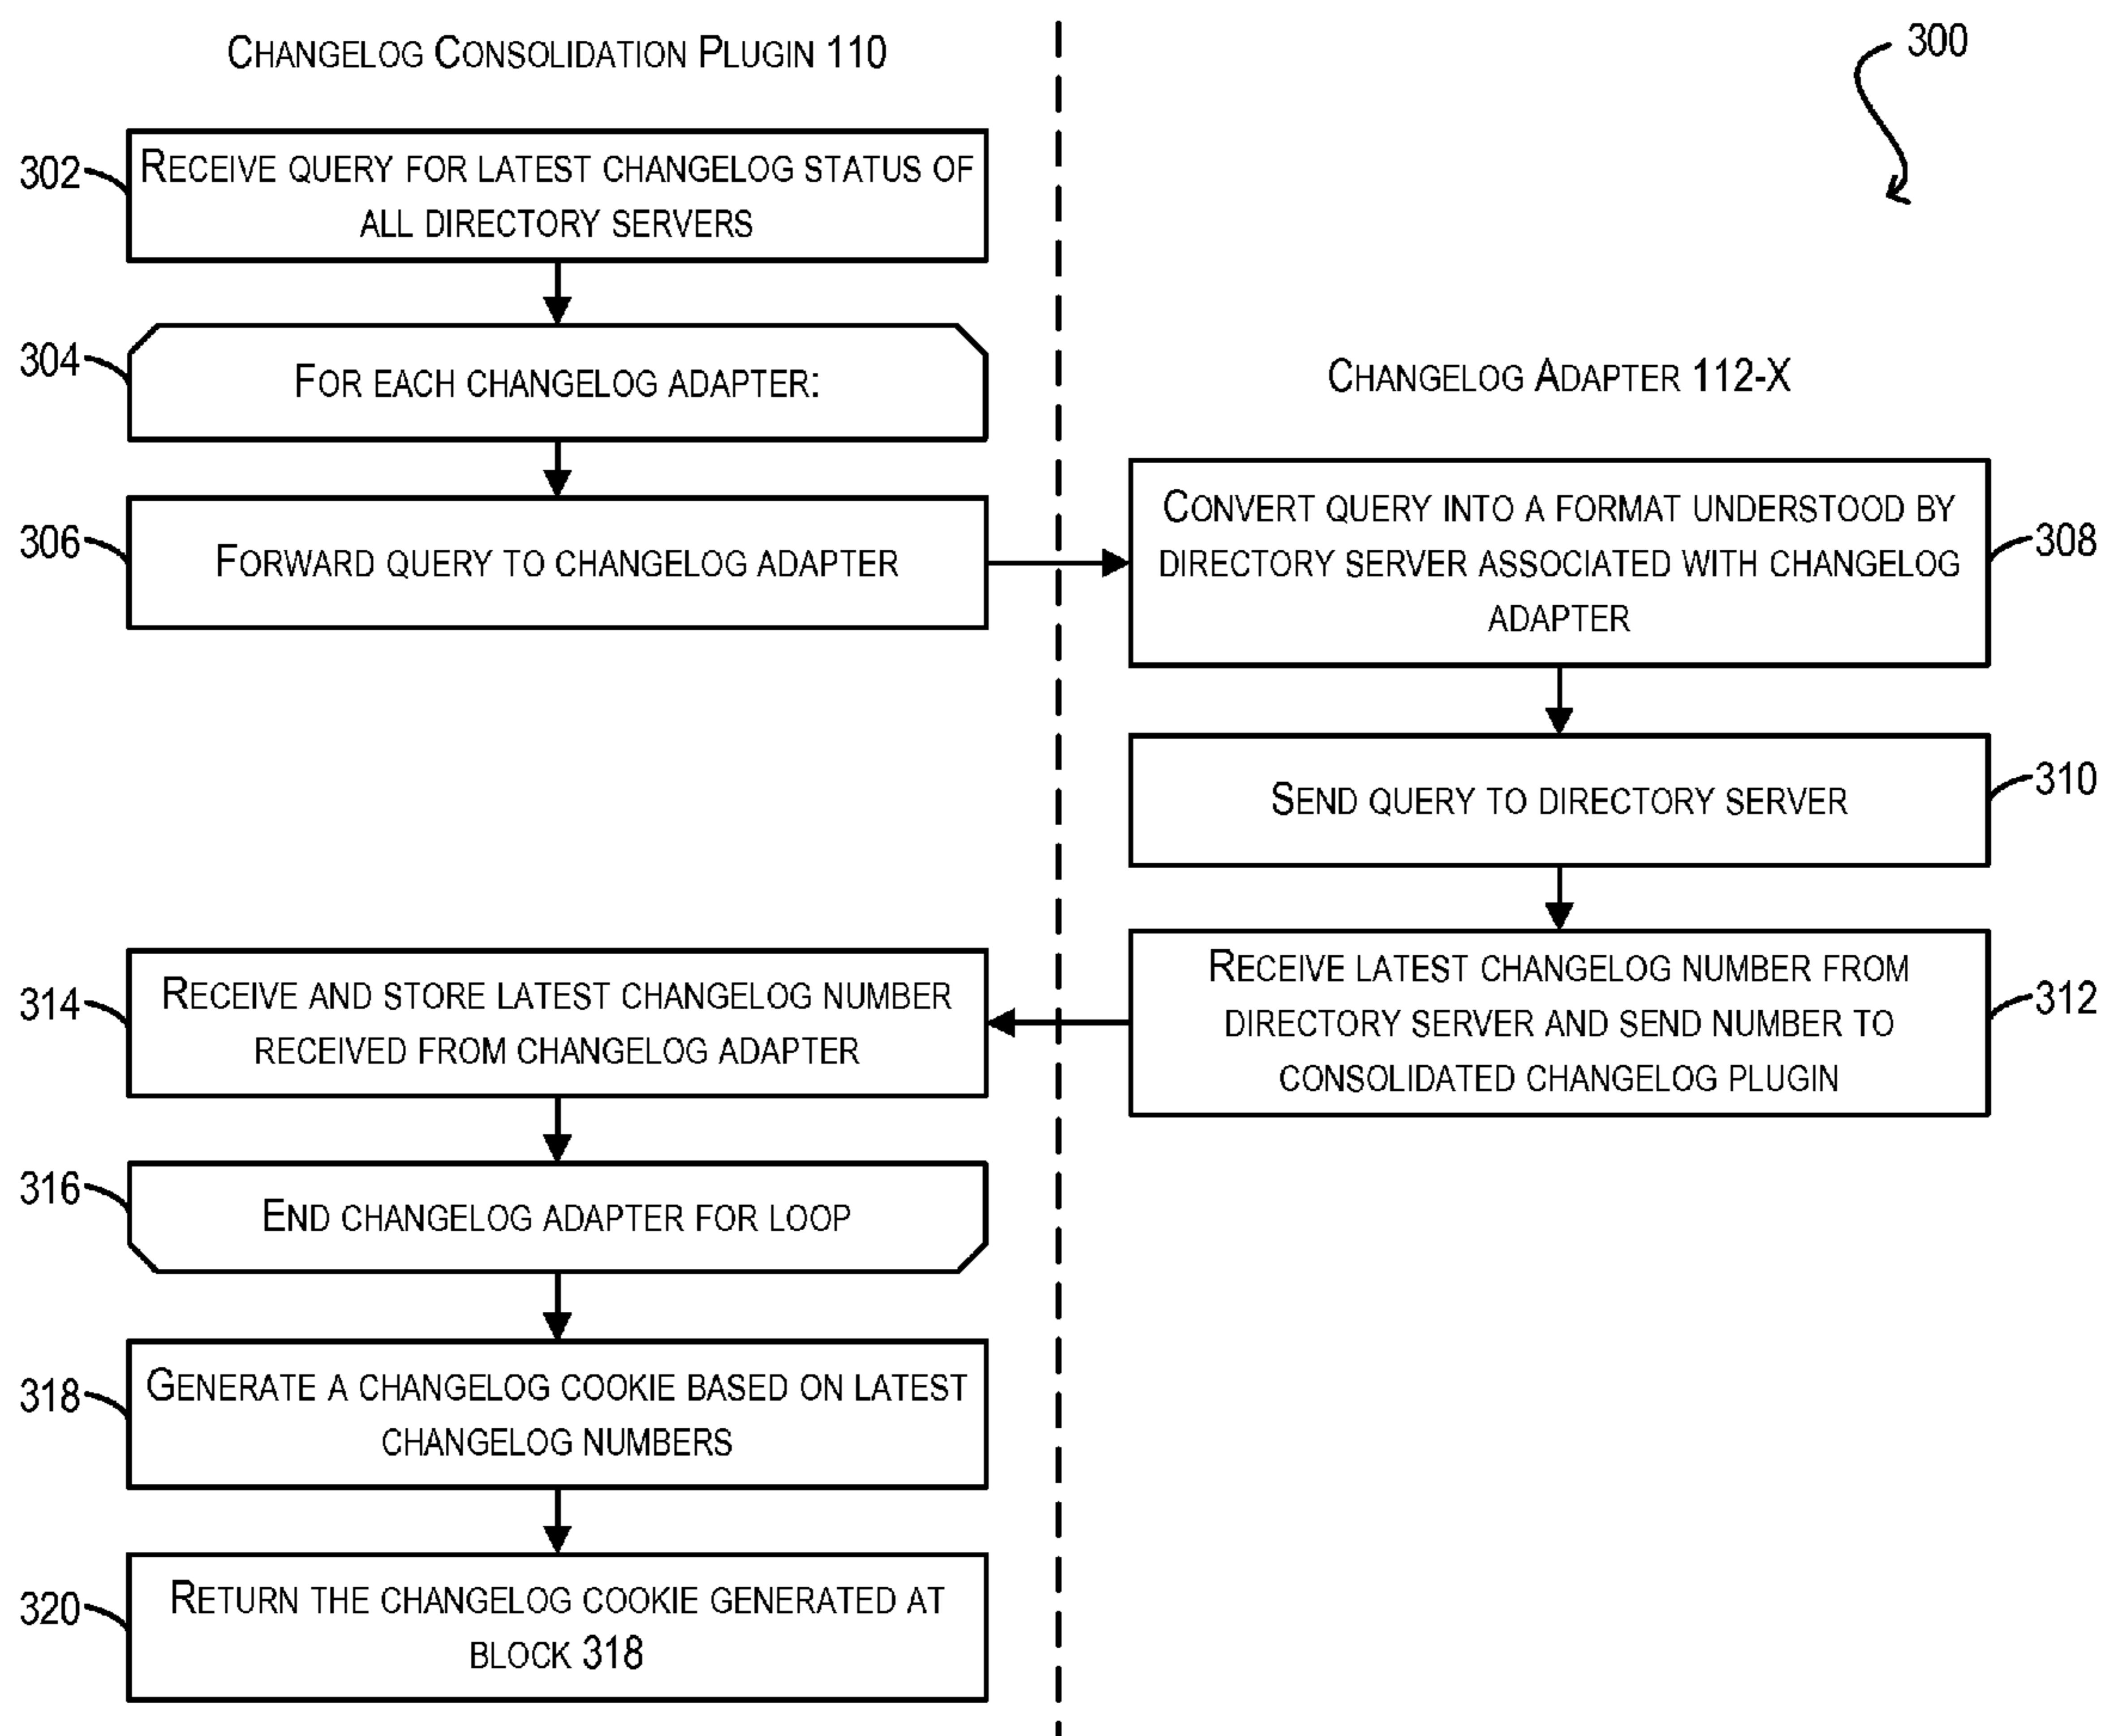 CHANGELOG CONSOLIDATION PLUGIN 110
300
302
RECEIVE QUERY FOR LATEST CHANGELOG STATUS OF
ALL DIRECTORY SERVERS
304
FOR EACH CHANGELOG ADAPTER:
306
FORWARD QUERY TO CHANGELOG ADAPTER
CHANGELOG ADAPTER 112-X
CONVERT QUERY INTO A FORMAT UNDERSTOOD BY
DIRECTORY SERVER ASSOCIATED WITH CHANGELOG
ADAPTER
308
SEND QUERY TO DIRECTORY SERVER
310
RECEIVE LATEST CHANGELOG NUMBER FROM
DIRECTORY SERVER AND SEND NUMBER TO
CONSOLIDATED CHANGELOG PLUGIN
312
314
RECEIVE AND STORE LATEST CHANGELOG NUMBER
RECEIVED FROM CHANGELOG ADAPTER
316
END CHANGELOG ADAPTER FOR LOOP
318
GENERATE A CHANGELOG COOKIE BASED ON LATEST
CHANGELOG NUMBERS
320
RETURN THE CHANGELOG COOKIE GENERATED AT
BLOCK 318